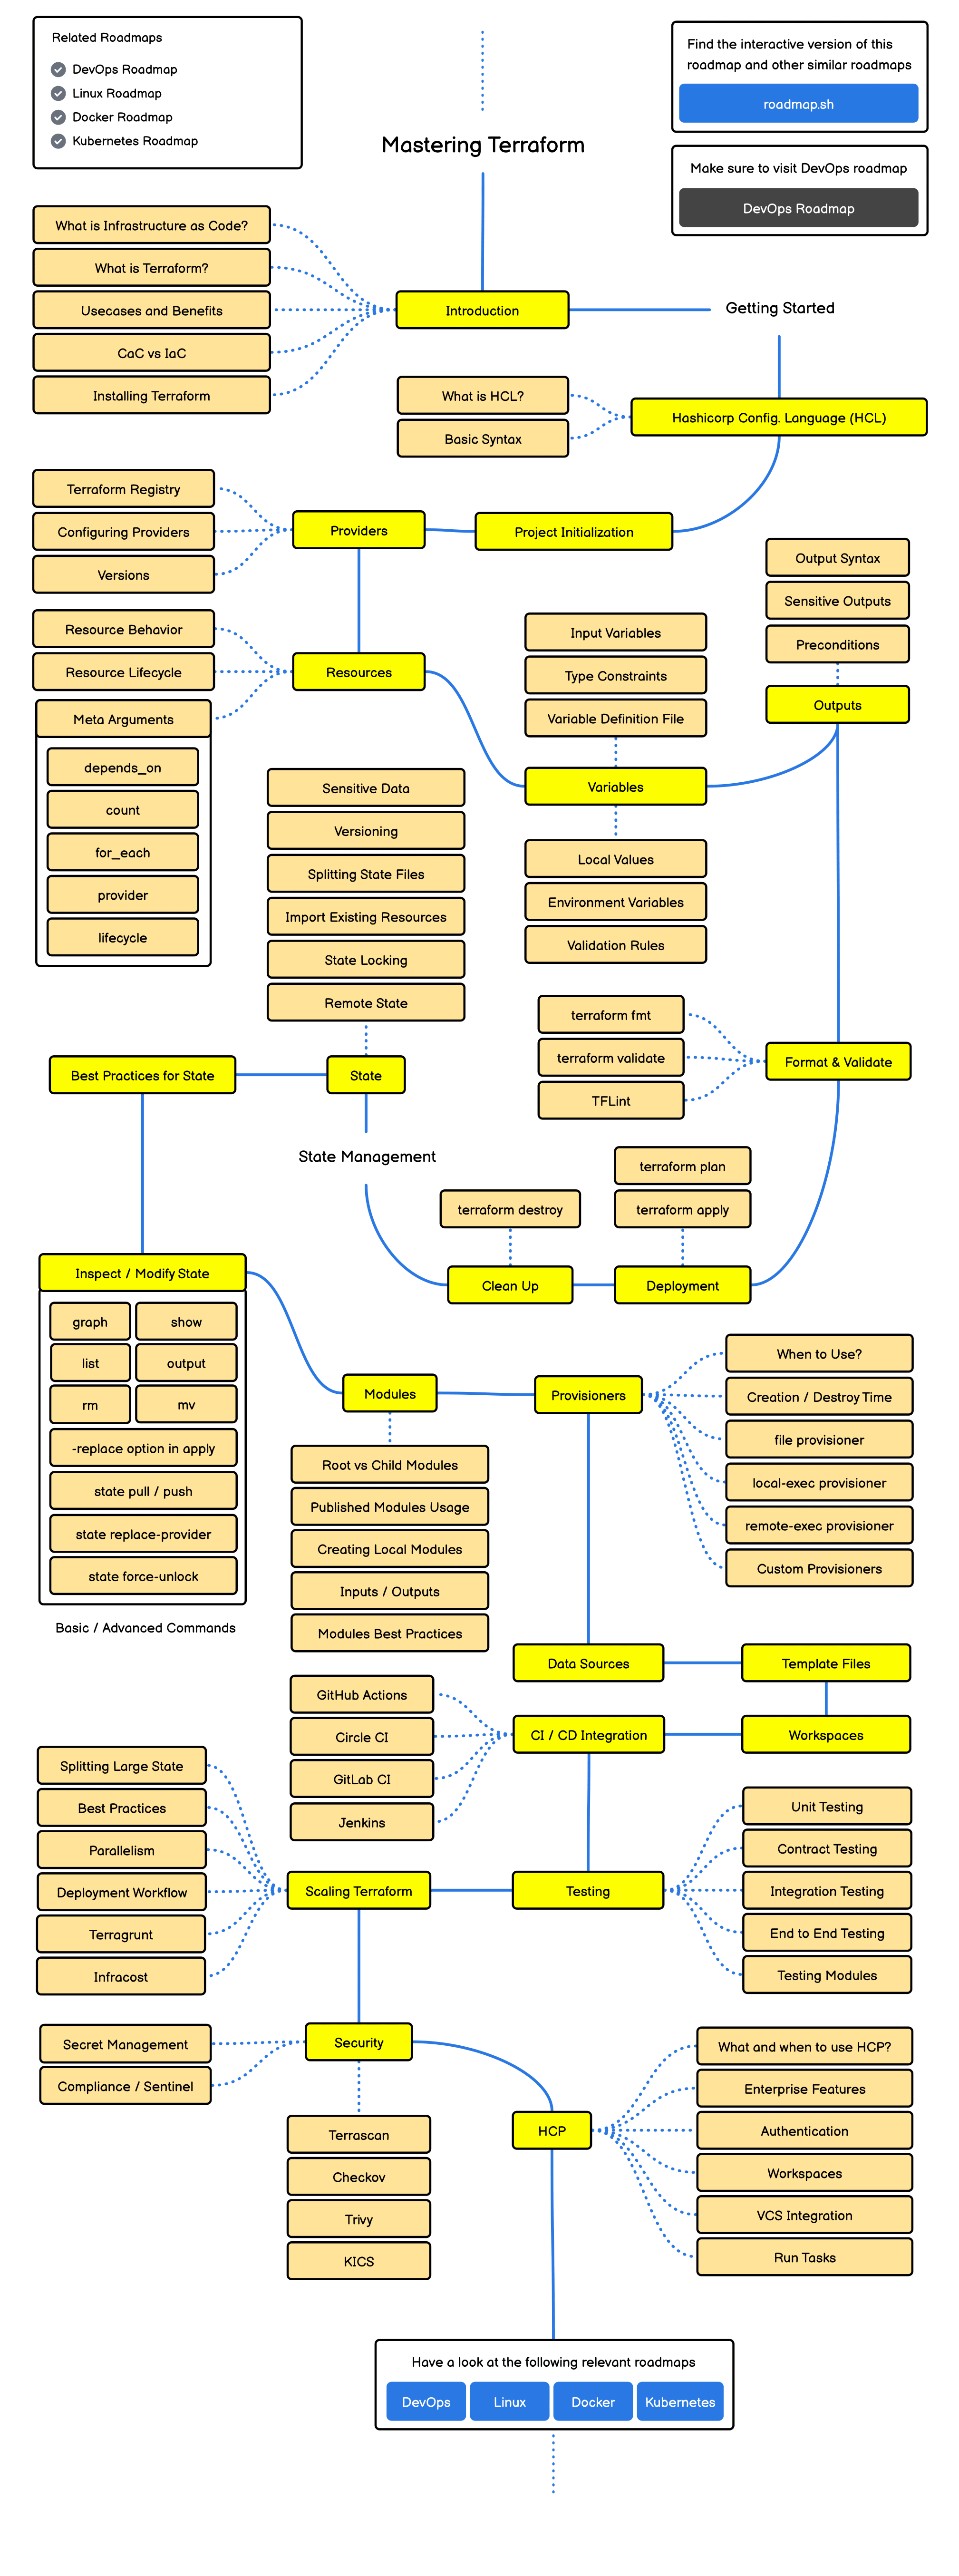 Related Roadmaps
DevOps Roadmap
Linux Roadmap
Docker Roadmap
Kubernetes Roadmap
Find the interactive version of this
roadmap and other similar roadmaps
roadmap.sh
Make sure to visit DevOps roadmap
DevOps Roadmap
Mastering Terraform
What is Infrastructure as Code?
What is Terraform?
Usecases and Benefits
CaC vs IaC
Installing Terraform
Introduction
Getting Started
What is HCL?
Basic Syntax
Hashicorp Config. Language (HCL)
Terraform Registry
Configuring Providers
Versions
Providers
Project Initialization
Resource Behavior
Resource Lifecycle
Meta Arguments
depends_on
count
for_each
provider
lifecycle
Resources
Input Variables
Type Constraints
Variable Definition File
Variables
Local Values
Environment Variables
Validation Rules
Output Syntax
Sensitive Outputs
Preconditions
Outputs
Sensitive Data
Versioning
Splitting State Files
Import Existing Resources
State Locking
Remote State
terraform fmt
terraform validate
TFLint
Format & Validate
Best Practices for State
State
State Management
terraform plan
terraform apply
terraform destroy
Clean Up
Deployment
Inspect / Modify State
graph
show
list
output
rm
mv
-replace option in apply
state pull / push
state replace-provider
state force-unlock
Basic / Advanced Commands
Modules
Root vs Child Modules
Published Modules Usage
Creating Local Modules
Inputs / Outputs
Modules Best Practices
Provisioners
When to Use?
Creation / Destroy Time
file provisioner
local-exec provisioner
remote-exec provisioner
Custom Provisioners
Data Sources
Template Files
GitHub Actions
Circle CI
GitLab CI
Jenkins
CI / CD Integration
Workspaces
Splitting Large State
Best Practices
Parallelism
Deployment Workflow
Terragrunt
Infracost
Scaling Terraform
Testing
Unit Testing
Contract Testing
Integration Testing
End to End Testing
Testing Modules
Secret Management
Compliance / Sentinel
Security
Terrascan
Checkov
Trivy
KICS
HCP
What and when to use HCP?
Enterprise Features
Authentication
Workspaces
VCS Integration
Run Tasks
Have a look at the following relevant roadmaps
DevOps
Linux
Docker
Kubernetes